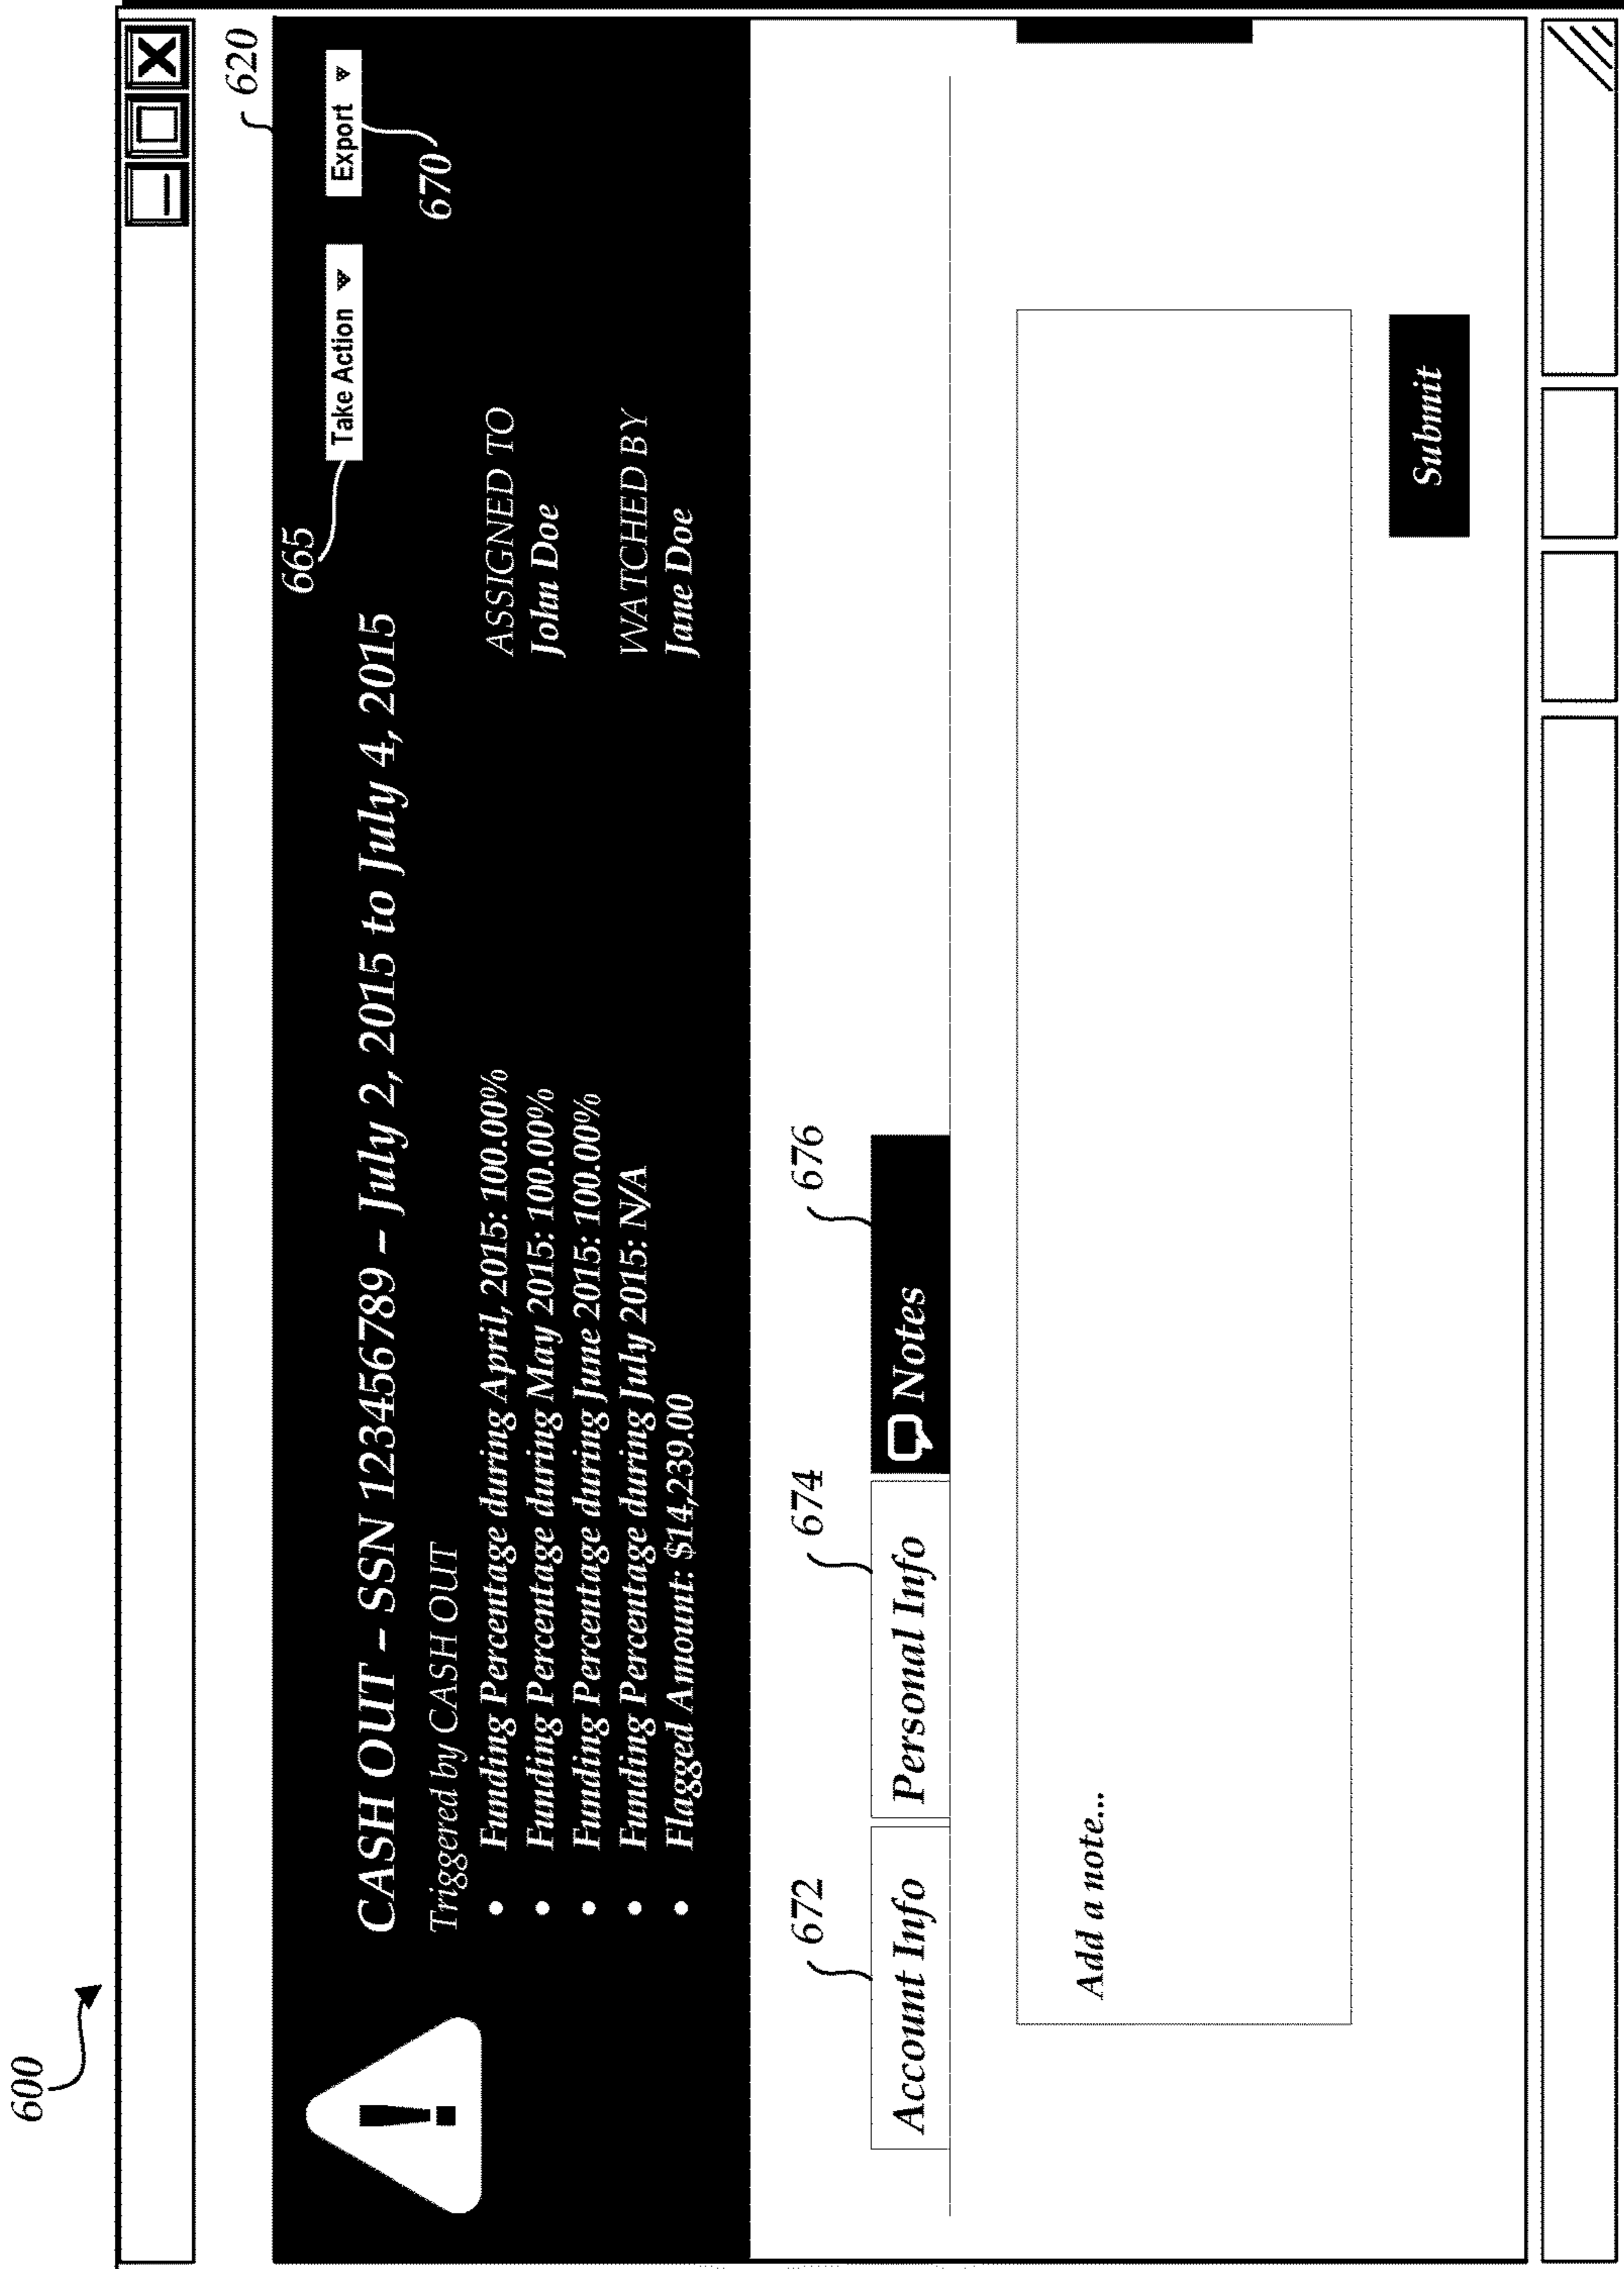 600
620
665
Take Action
Export
670
CASH OUT – SSN 123456789 – July 2, 2015 to July 4, 2015
Triggered by CASH OUT
• Funding Percentage during April, 2015: 100.00%
• Funding Percentage during May 2015: 100.00%
• Funding Percentage during June 2015: 100.00%
• Funding Percentage during July 2015: N/A
• Flagged Amount: $14,239.00
ASSIGNED TO
John Doe
WATCHED BY
Jane Doe
672
674
676
Account Info
Personal Info
Notes
Add a note...
Submit